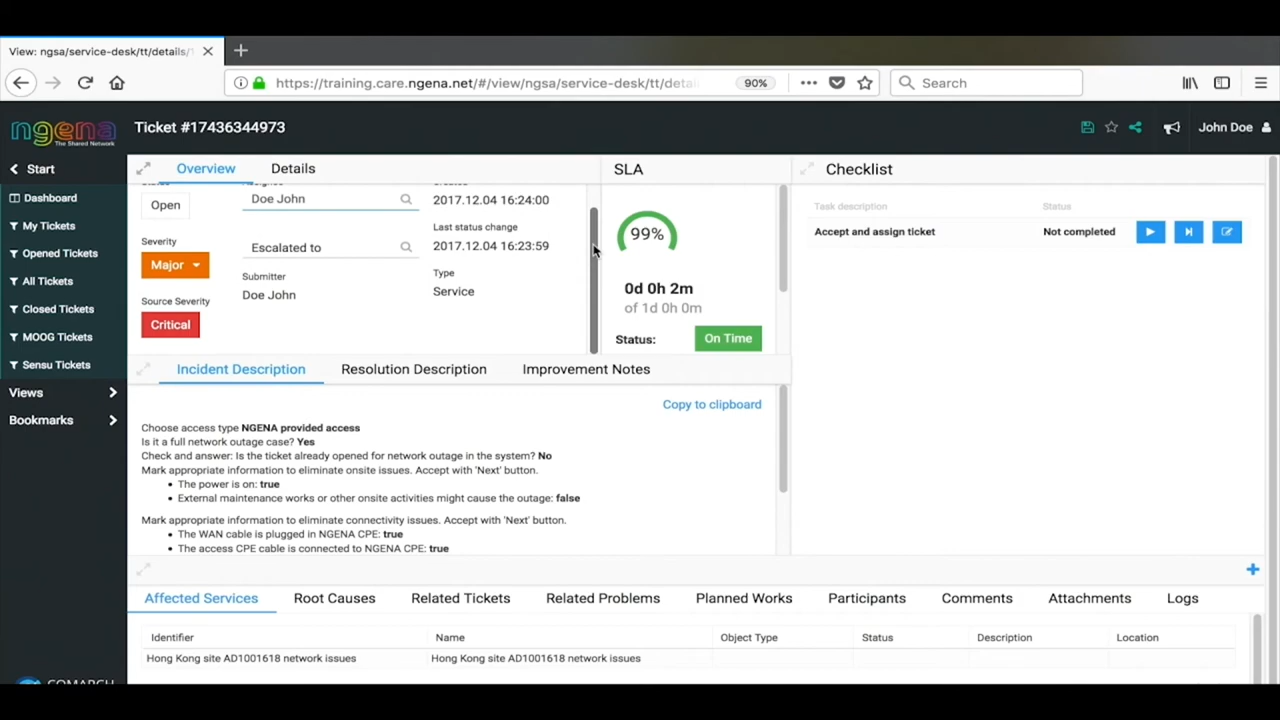 View: ngsa/service-desk/tt/details/
https://training.care.ngena.net/#/view/ngsa/service-desk/tt/detai
90%
Search
ngena
The Shared Network
Ticket #17436344973
John Doe
Start
Dashboard
My Tickets
Opened Tickets
All Tickets
Closed Tickets
MOOG Tickets
Sensu Tickets
Views
Bookmarks
COMARCH
Overview
Details
Open
Doe John
2017.12.04 16:24:00
Severity
Major
Escalated to
Last status change
2017.12.04 16:23:59
Submitter
Doe John
Type
Service
Source Severity
Critical
SLA
99%
0d 0h 2m
of 1d 0h 0m
Status:
On Time
Checklist
Task description
Status
Accept and assign ticket
Not completed
Incident Description
Resolution Description
Improvement Notes
Copy to clipboard
Choose access type NGENA provided access
Is it a full network outage case? Yes
Check and answer: Is the ticket already opened for network outage in the system? No
Mark appropriate information to eliminate onsite issues. Accept with 'Next' button.
• The power is on: true
• External maintenance works or other onsite activities might cause the outage: false
Mark appropriate information to eliminate connectivity issues. Accept with 'Next' button.
• The WAN cable is plugged in NGENA CPE: true
• The access CPE cable is connected to NGENA CPE: true
Affected Services
Root Causes
Related Tickets
Related Problems
Planned Works
Participants
Comments
Attachments
Logs
Identifier
Name
Object Type
Status
Description
Location
Hong Kong site AD1001618 network issues
Hong Kong site AD1001618 network issues